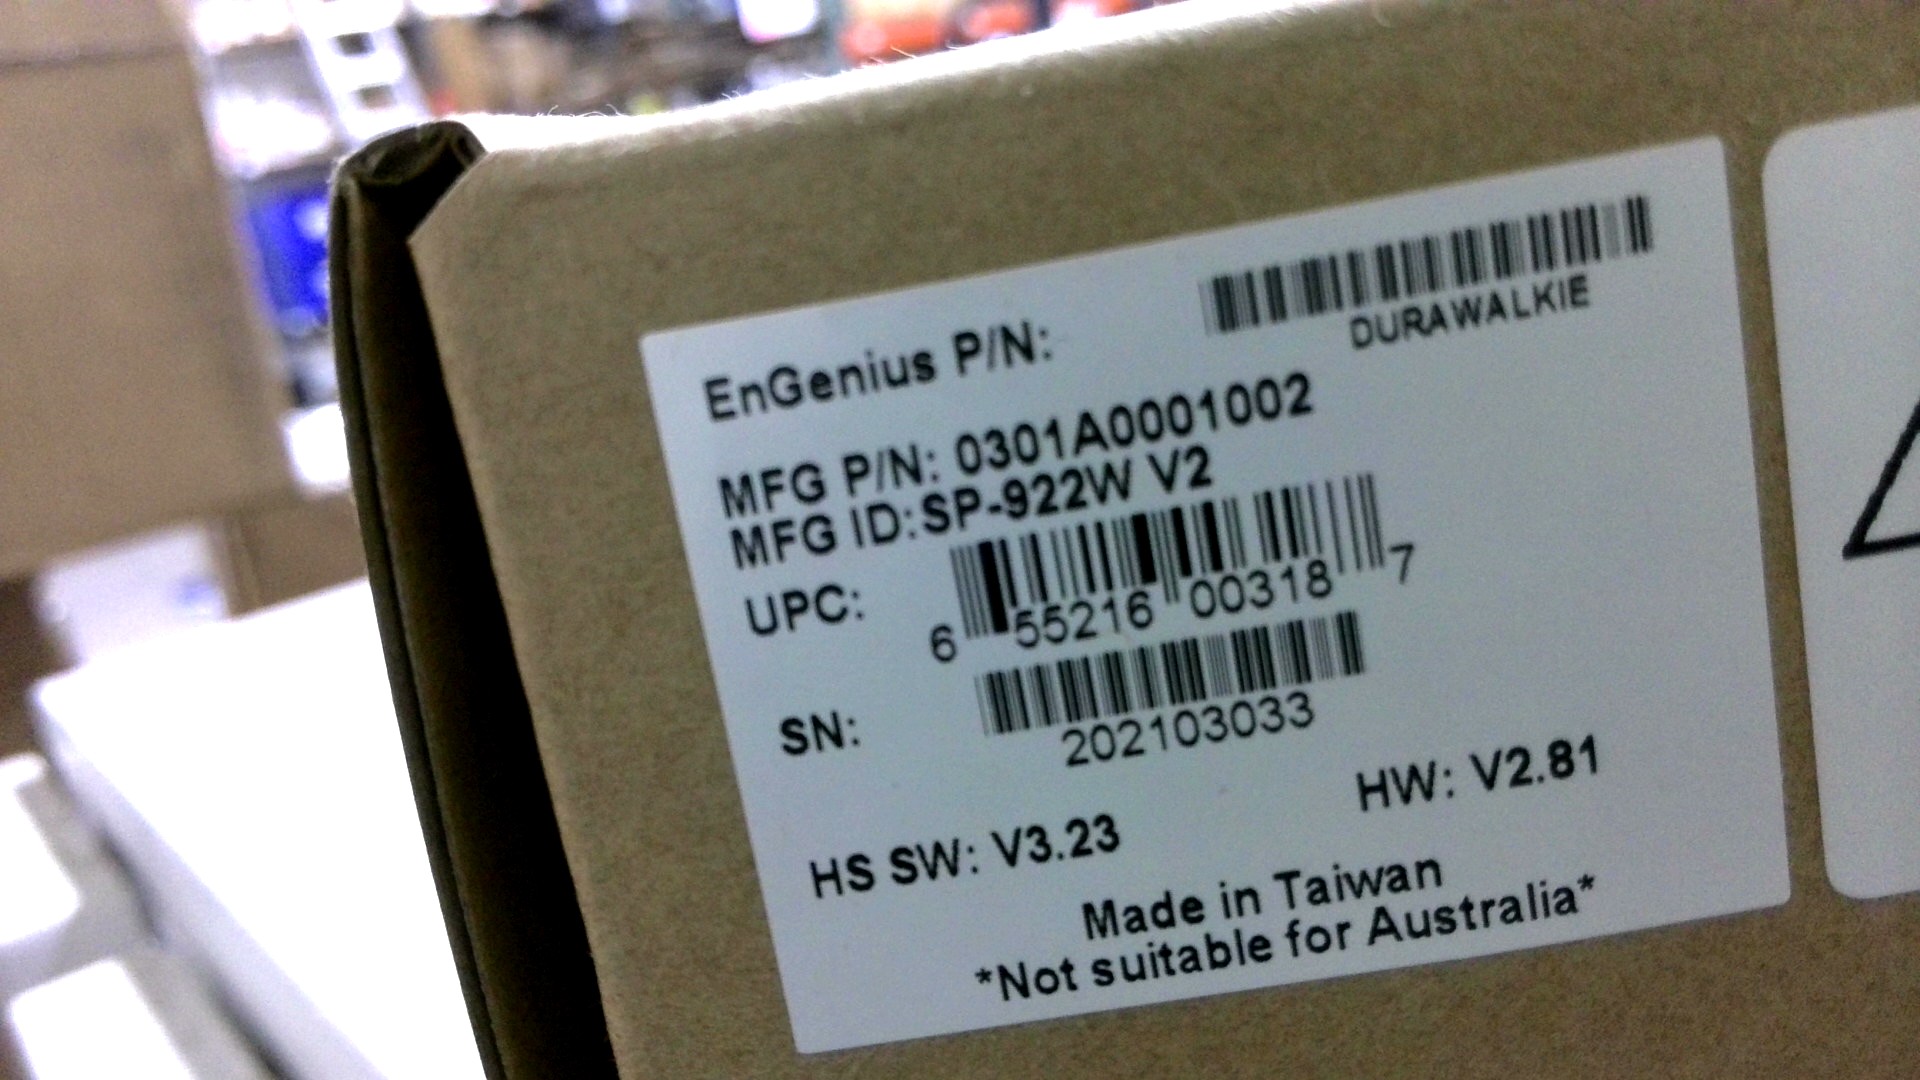 EnGenius P/N:
DURAWALKIE
MFG P/N: 0301A0001002
MFG ID:SP-922W V2
UPC:
6 55216 00318 7
SN:
202103033
HW: V2.81
HS SW: V3.23
Made in Taiwan
*Not suitable for Australia*